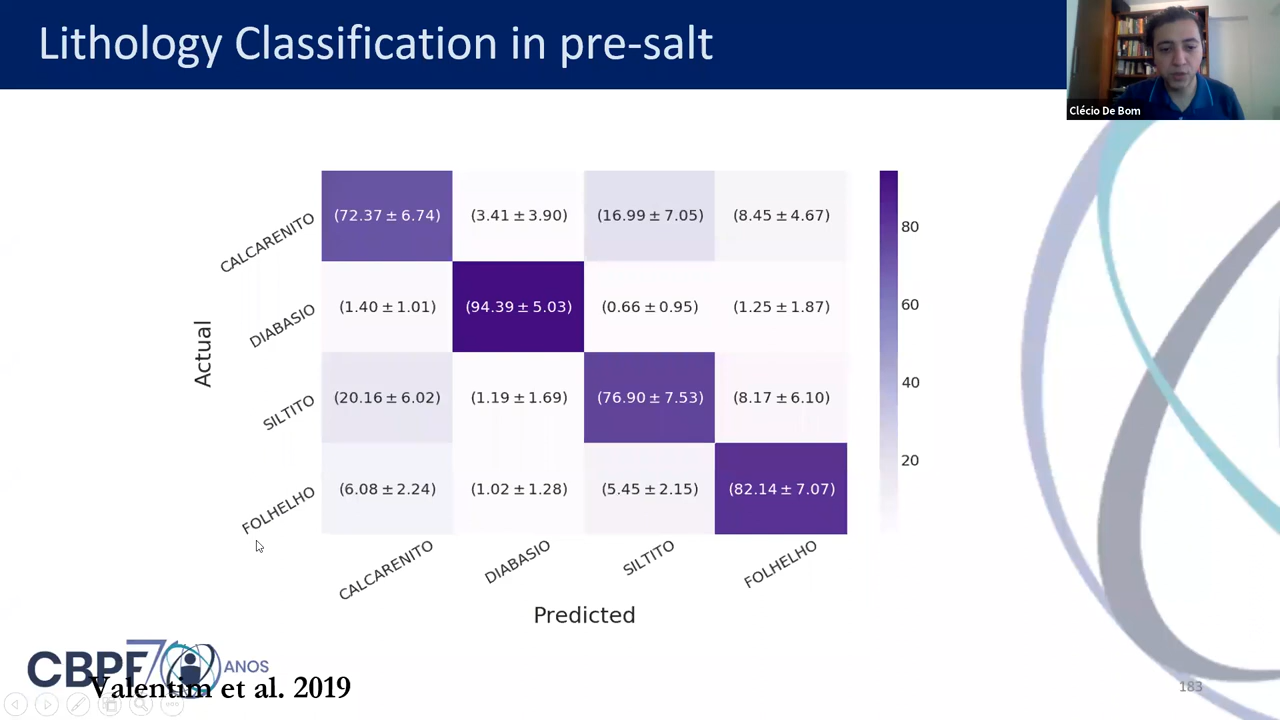 Lithology Classification in pre-salt
Clécio De Bom
CALCARENITO (72.37 ± 6.74) (3.41 ± 3.90) (16.99 ± 7.05) (8.45 ± 4.67)
DIABASIO (1.40 ± 1.01) (94.39 ± 5.03) (0.66 ± 0.95) (1.25 ± 1.87)
SILTITO (20.16 ± 6.02) (1.19 ± 1.69) (76.90 ± 7.53) (8.17 ± 6.10)
FOLHELHO (6.08 ± 2.24) (1.02 ± 1.28) (5.45 ± 2.15) (82.14 ± 7.07)
Actual
CALCARENITO DIABASIO SILTITO FOLHELHO
Predicted
80
60
40
20
CBPF 70 ANOS
Valentim et al. 2019
183